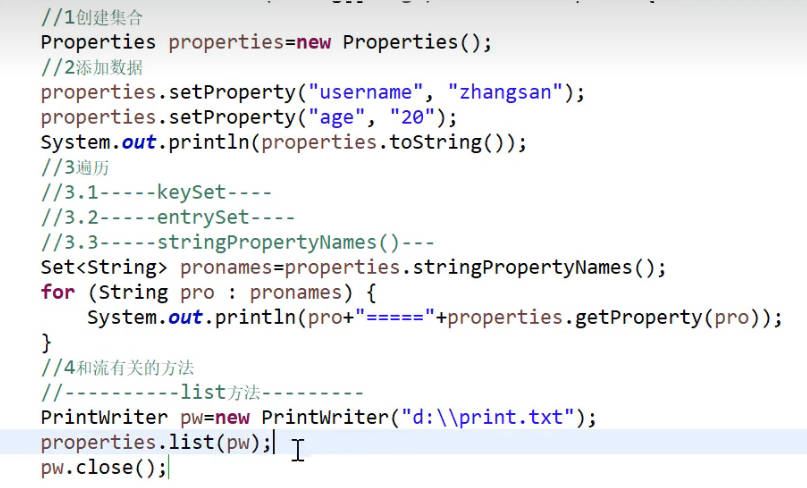 //1创建集合
Properties properties=new Properties();
//2添加数据
properties.setProperty("username", "zhangsan");
properties.setProperty("age", "20");
System.out.println(properties.toString());
//3遍历
//3.1-----keySet----
//3.2-----entrySet----
//3.3-----stringPropertyNames()---
Set<String> pronames=properties.stringPropertyNames();
for (String pro : pronames) {
    System.out.println(pro+"====="+properties.getProperty(pro));
}
//4和流有关的方法
//----------list方法---------
PrintWriter pw=new PrintWriter("d:\\print.txt");
properties.list(pw);
pw.close();